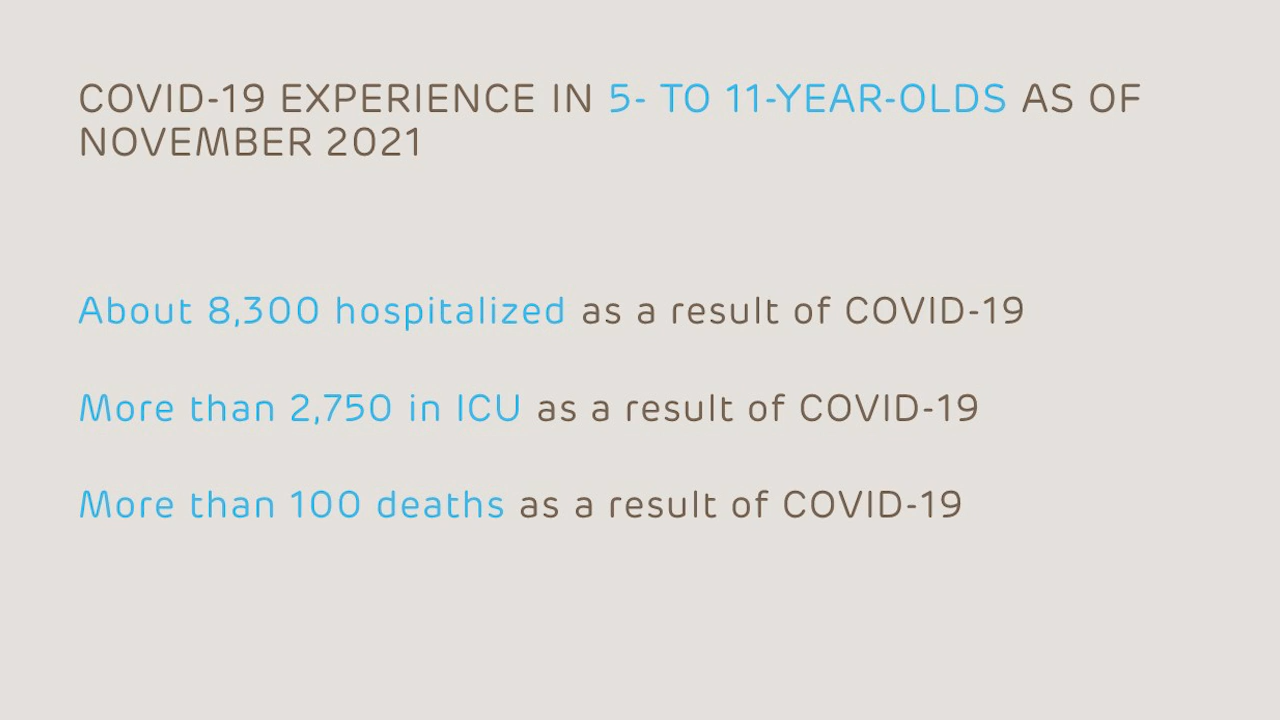 COVID-19 EXPERIENCE IN 5- TO 11-YEAR-OLDS AS OF
NOVEMBER 2021
About 8,300 hospitalized as a result of COVID-19
More than 2,750 in ICU as a result of COVID-19
More than 100 deaths as a result of COVID-19